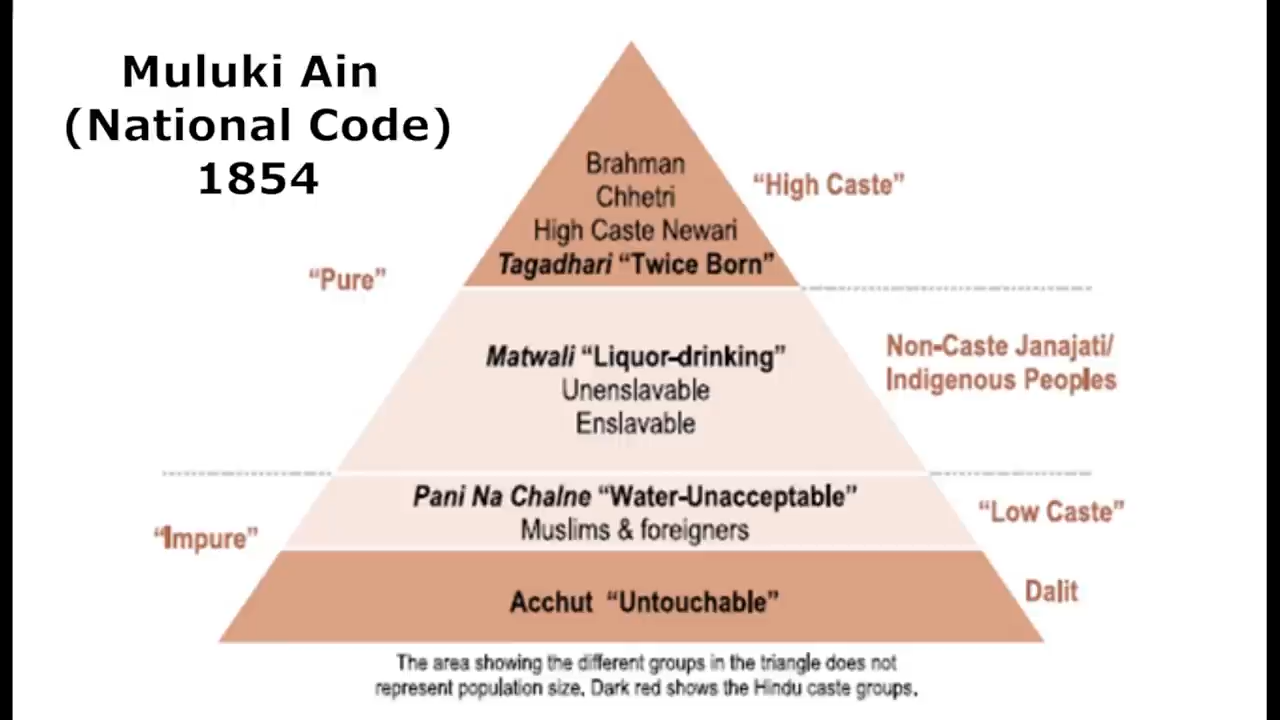 Muluki Ain
(National Code)
1854
Brahman
Chhetri
High Caste Newari
Tagadhari “Twice Born”
“High Caste”
“Pure”
Matwali “Liquor-drinking”
Unenslavable
Enslavable
Non-Caste Janajati/
Indigenous Peoples
Pani Na Chalne “Water-Unacceptable”
Muslims & foreigners
“Low Caste”
“Impure”
Acchut “Untouchable”
Dalit
The area showing the different groups in the triangle does not
represent population size. Dark red shows the Hindu caste groups.